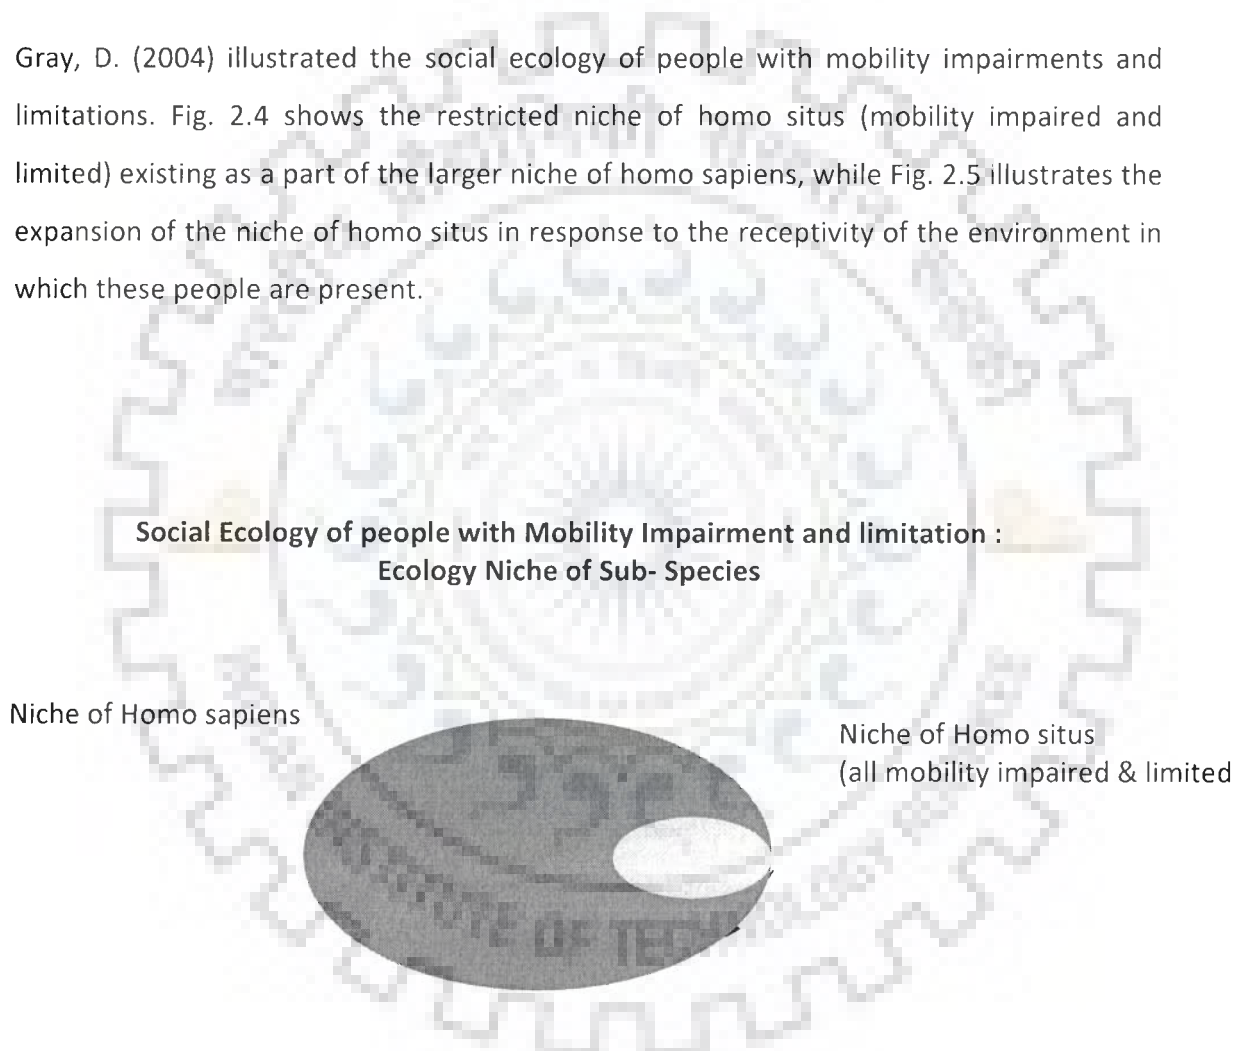 Gray, D. (2004) illustrated the social ecology of people with mobility impairments and
limitations. Fig. 2.4 shows the restricted niche of homo situs (mobility impaired and
limited) existing as a part of the larger niche of homo sapiens, while Fig. 2.5 illustrates the
expansion of the niche of homo situs in response to the receptivity of the environment in
which these people are present.
Social Ecology of people with Mobility Impairment and limitation :
Ecology Niche of Sub- Species
Niche of Homo sapiens
Niche of Homo situs
(all mobility impaired & limited
INSTITUTE OF TECHNOLOGY